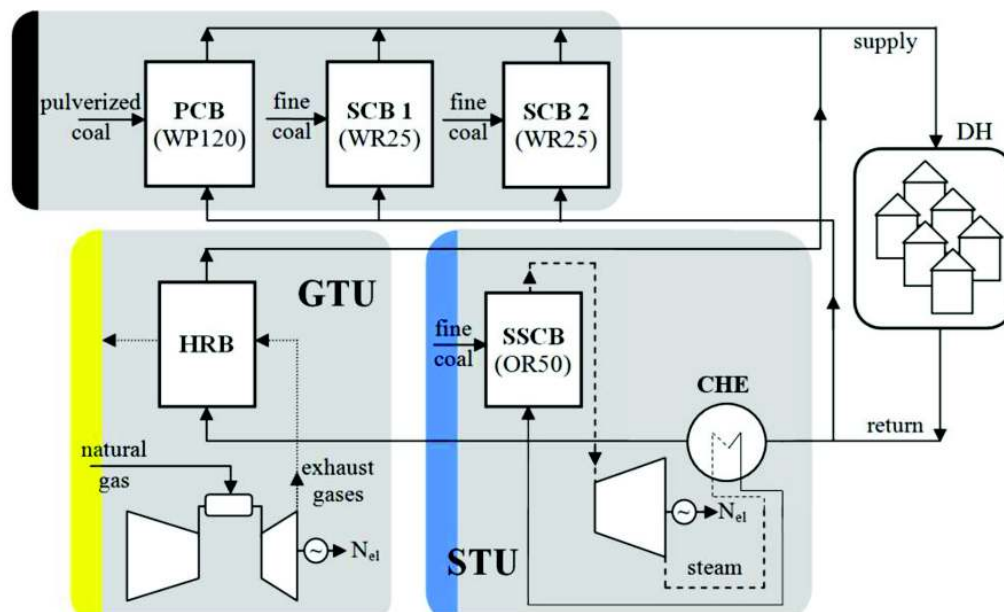 supply
pulverized
coal
PCB
(WP120)
fine
coal
SCB 1
(WR25)
fine
coal
SCB 2
(WR25)
DH
GTU
HRB
natural
gas
exhaust
gases
~
N_el
fine
coal
SSCB
(OR50)
CHE
return
~
N_el
steam
STU